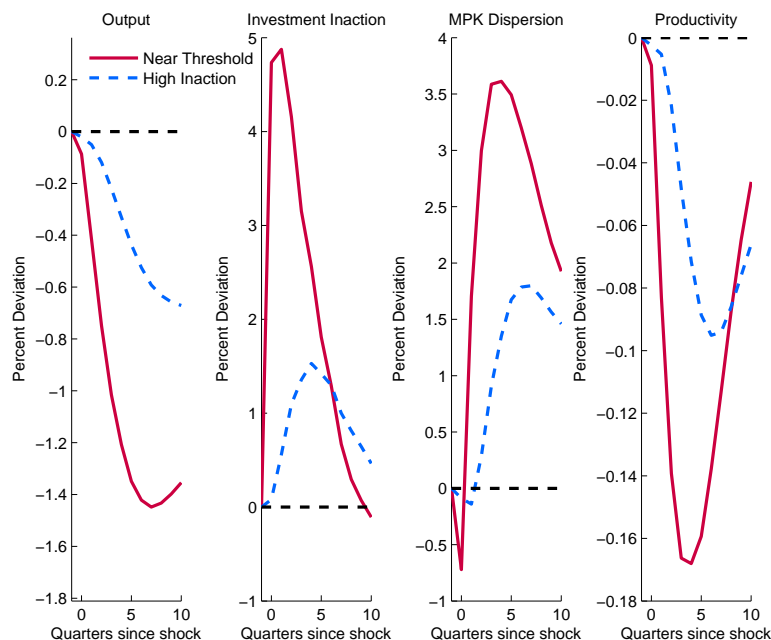 Output
Investment Inaction
MPK Dispersion
Productivity
Near Threshold
High Inaction
Percent Deviation
0.2
0
-0.2
-0.4
-0.6
-0.8
-1
-1.2
-1.4
-1.6
-1.8
0 5 10
Quarters since shock
Percent Deviation
5
4
3
2
1
0
-1
0 5 10
Quarters since shock
Percent Deviation
4
3.5
3
2.5
2
1.5
1
0.5
0
-0.5
-1
0 5 10
Quarters since shock
Percent Deviation
0
-0.02
-0.04
-0.06
-0.08
-0.1
-0.12
-0.14
-0.16
-0.18
0 5 10
Quarters since shock